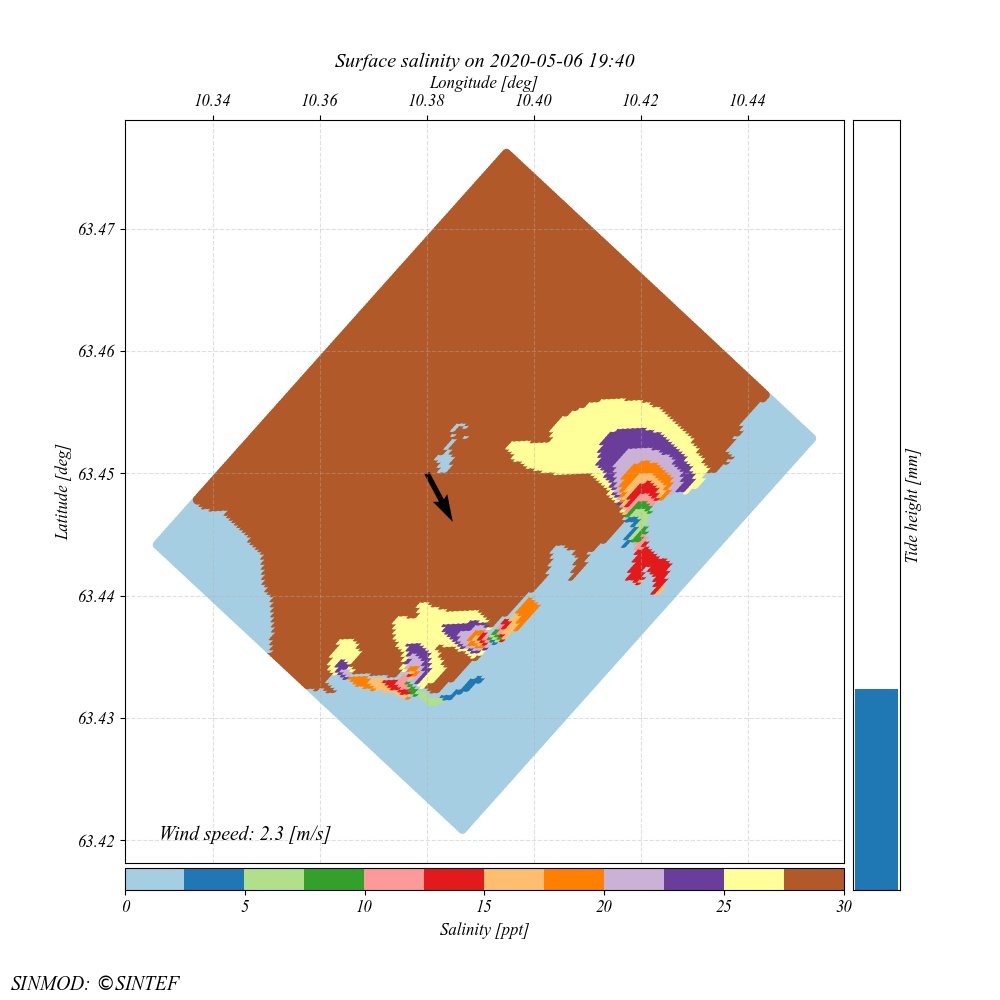 Surface salinity on 2020-05-06 19:40
Longitude [deg]
10.34 10.36 10.38 10.40 10.42 10.44
63.47
63.46
63.45
63.44
63.43
63.42
Latitude [deg]
Tide height [mm]
Wind speed: 2.3 [m/s]
0 5 10 15 20 25 30
Salinity [ppt]
SINMOD: ©SINTEF